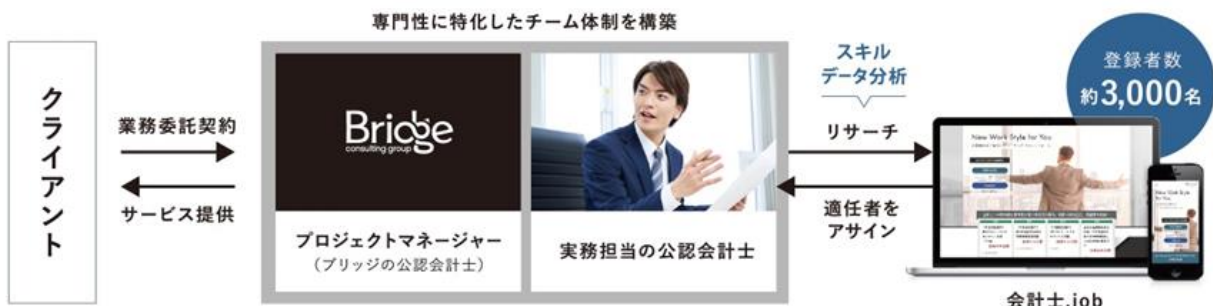 専門性に特化したチーム体制を構築
クライアント
業務委託契約
サービス提供
Bridge
consulting group
プロジェクトマネージャー
(ブリッジの公認会計士)
実務担当の公認会計士
スキル
データ分析
リサーチ
適任者を
アサイン
登録者数
約3,000名
New Work Style for You
New Work Style
for You
会計士.job